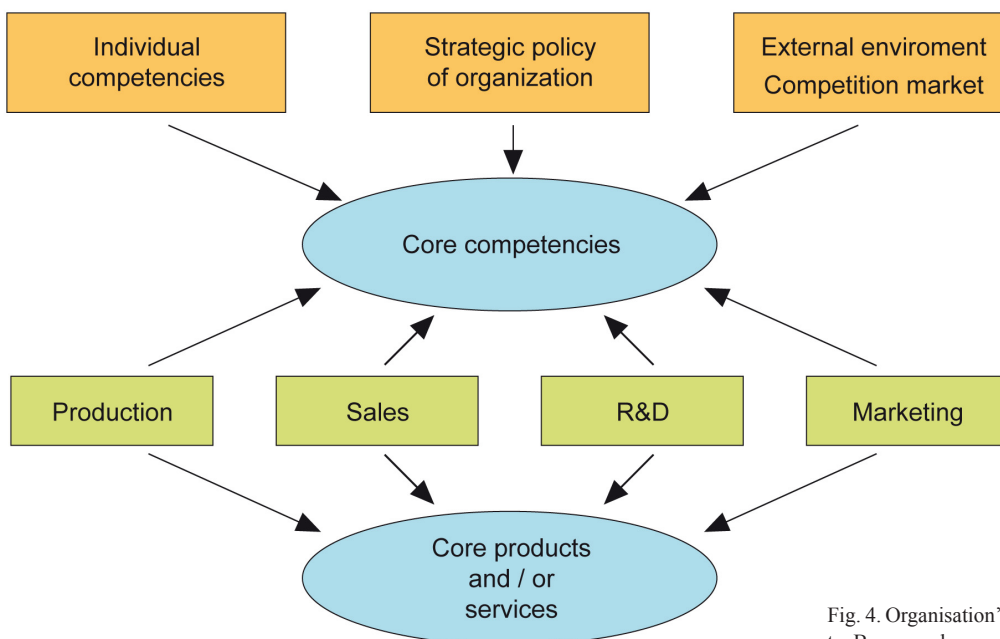 Individual
competencies
Strategic policy
of organization
External enviroment
Competition market
Core competencies
Production
Sales
R&D
Marketing
Core products
and / or
services
Fig. 4. Organisation’